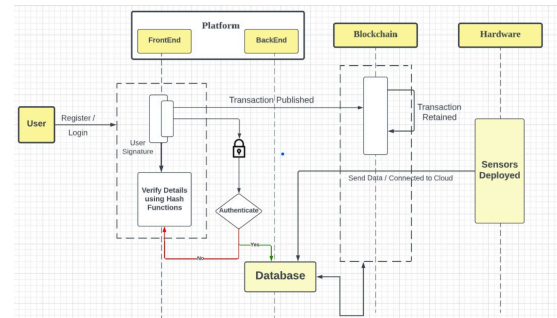 Platform
FrontEnd
BackEnd
Blockchain
Hardware
User
Register /
Login
Transaction Published
Transaction
Retained
User
Signature
Verify Details
using Hash
Functions
Authenticate
Send Data / Connected to Cloud
Sensors
Deployed
Yes
No
Database